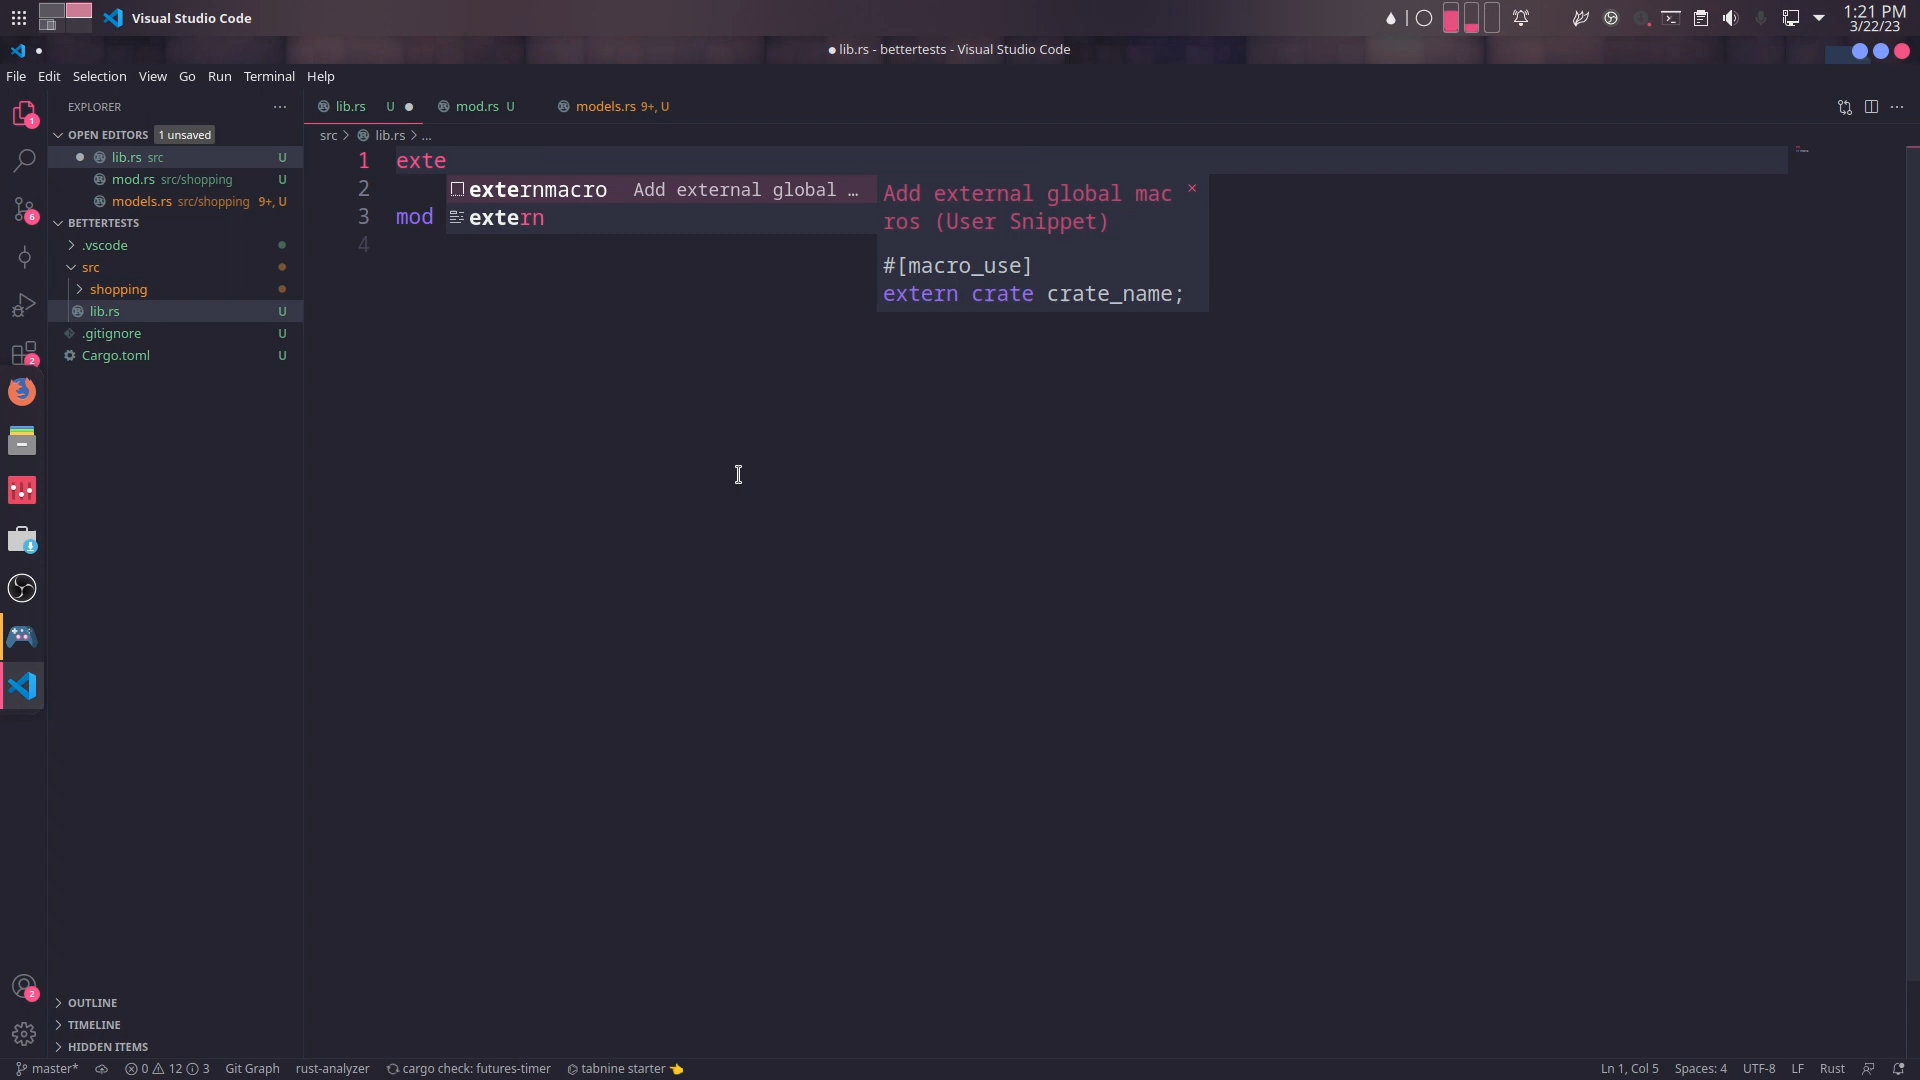 Visual Studio Code
1:21 PM
3/22/23
lib.rs - bettertests - Visual Studio Code
File Edit Selection View Go Run Terminal Help
EXPLORER
OPEN EDITORS 1 unsaved
lib.rs src U
mod.rs src/shopping U
models.rs src/shopping 9+, U
BETTERTESTS
.vscode
src
shopping
lib.rs U
.gitignore U
Cargo.toml U
OUTLINE
TIMELINE
HIDDEN ITEMS
1
6
2
2
lib.rs U
mod.rs U
models.rs 9+, U
src > lib.rs > ...
1 exte
2
3 mod
4
externmacro Add external global …
extern
Add external global mac
ros (User Snippet)
#[macro_use]
extern crate crate_name;
master* 0 12 3 Git Graph rust-analyzer cargo check: futures-timer tabnine starter 👈
Ln 1, Col 5 Spaces: 4 UTF-8 LF Rust